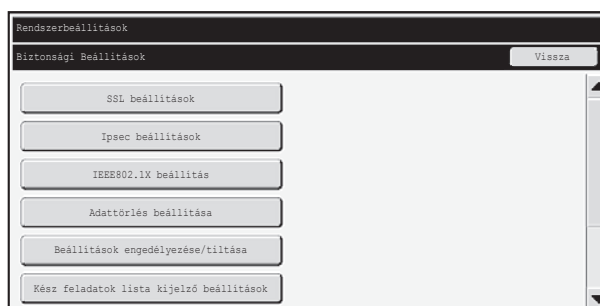 Rendszerbeállítások
Biztonsági Beállítások
Vissza
SSL beállítások
Ipsec beállítások
IEEE802.1X beállítás
Adattörlés beállítása
Beállítások engedélyezése/tiltása
Kész feladatok lista kijelző beállítások